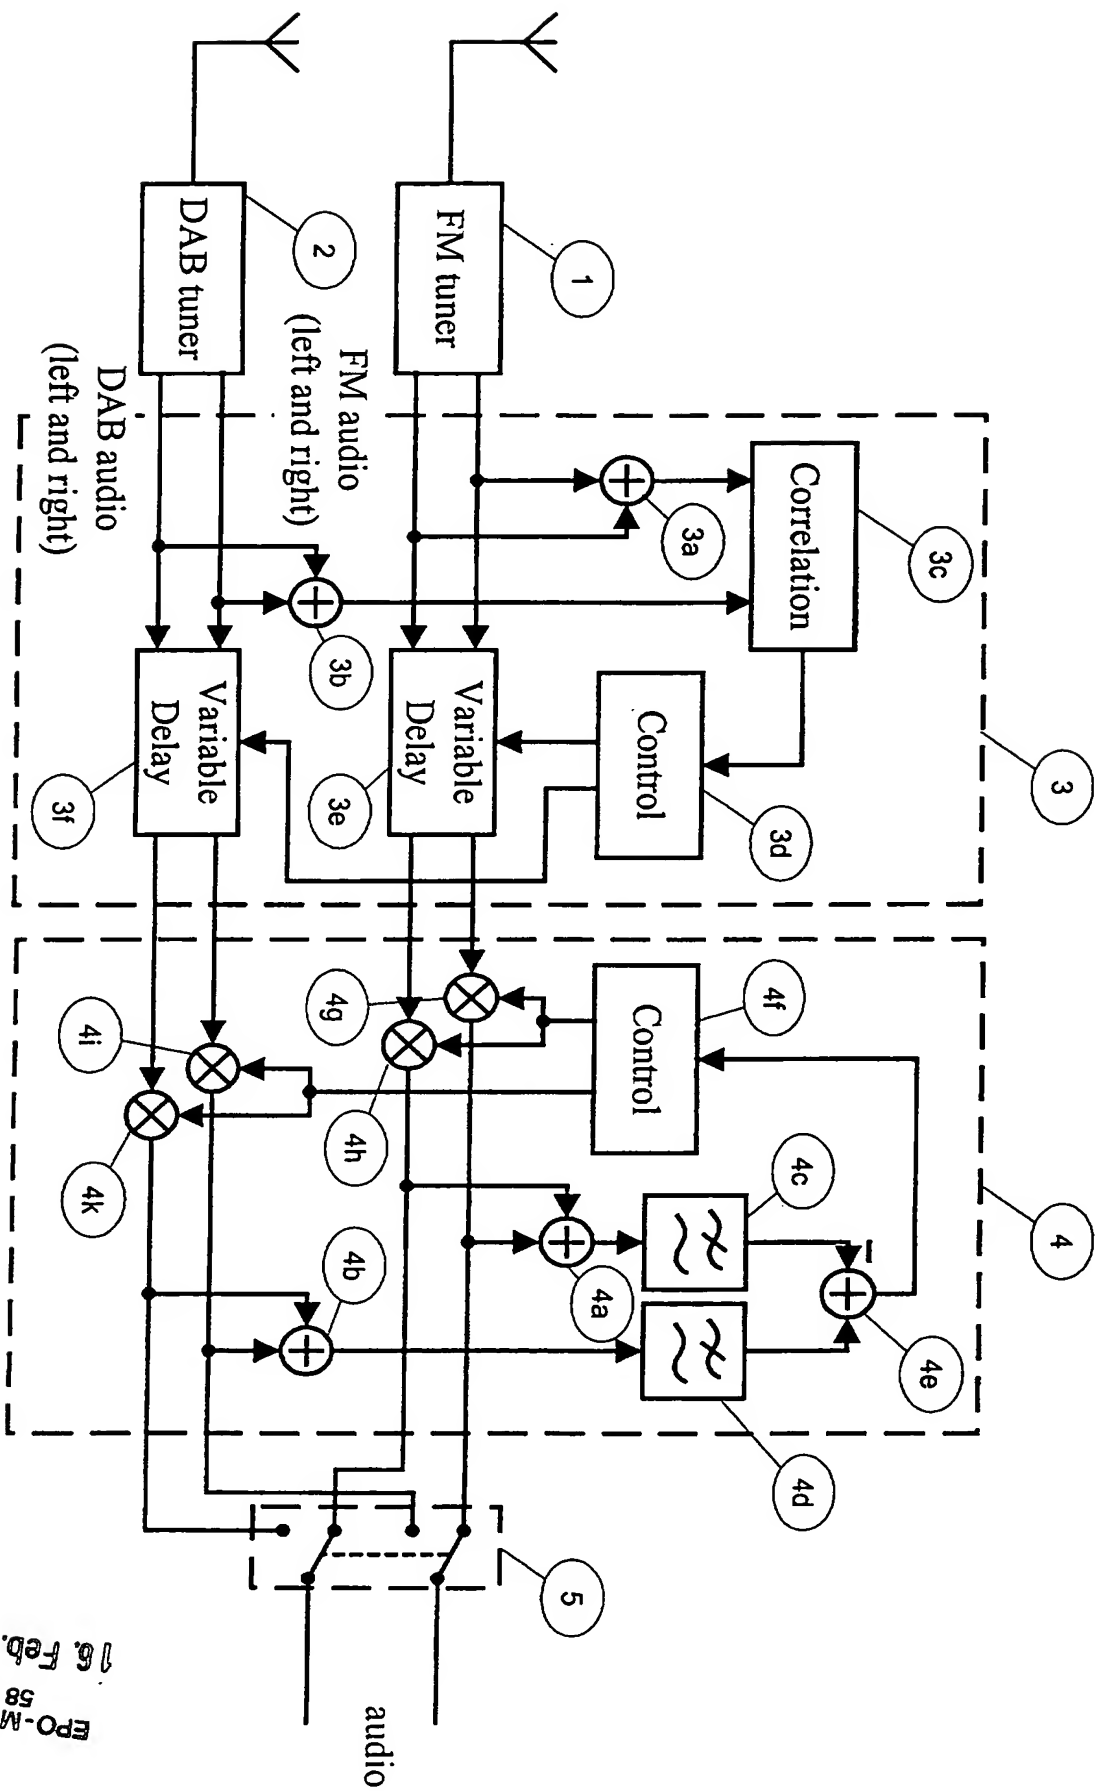 3
4
3c
Correlation
3a
3d
Control
4f
Control
4c
4e
4d
4a
1
FM tuner
FM audio
(left and right)
Variable
Delay
3e
4g
4h
5
2
DAB tuner
DAB audio
(left and right)
3b
Variable
Delay
3f
4i
4k
4b
audio
EPO-M
58
16. Feb.